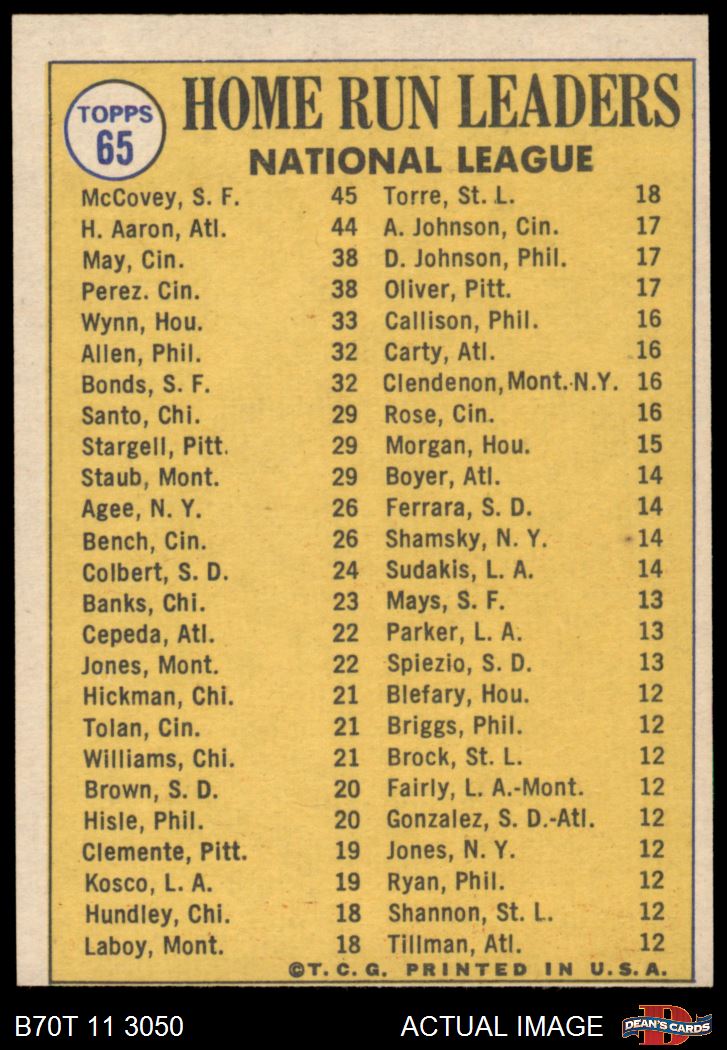 TOPPS
65
HOME RUN LEADERS
NATIONAL LEAGUE
McCovey, S. F. 45
H. Aaron, Atl. 44
May, Cin. 38
Perez. Cin. 38
Wynn, Hou. 33
Allen, Phil. 32
Bonds, S. F. 32
Santo, Chi. 29
Stargell, Pitt. 29
Staub, Mont. 29
Agee, N. Y. 26
Bench, Cin. 26
Colbert, S. D. 24
Banks, Chi. 23
Cepeda, Atl. 22
Jones, Mont. 22
Hickman, Chi. 21
Tolan, Cin. 21
Williams, Chi. 21
Brown, S. D. 20
Hisle, Phil. 20
Clemente, Pitt. 19
Kosco, L. A. 19
Hundley, Chi. 18
Laboy, Mont. 18
Torre, St. L. 18
A. Johnson, Cin. 17
D. Johnson, Phil. 17
Oliver, Pitt. 17
Callison, Phil. 16
Carty, Atl. 16
Clendenon, Mont.-N.Y. 16
Rose, Cin. 16
Morgan, Hou. 15
Boyer, Atl. 14
Ferrara, S. D. 14
Shamsky, N. Y. 14
Sudakis, L. A. 14
Mays, S. F. 13
Parker, L. A. 13
Spiezio, S. D. 13
Blefary, Hou. 12
Briggs, Phil. 12
Brock, St. L. 12
Fairly, L. A.-Mont. 12
Gonzalez, S. D.-Atl. 12
Jones, N. Y. 12
Ryan, Phil. 12
Shannon, St. L. 12
Tillman, Atl. 12
©T. C. G. PRINTED IN U.S.A.
B70T 11 3050
ACTUAL IMAGE
D
DEAN'S CARDS